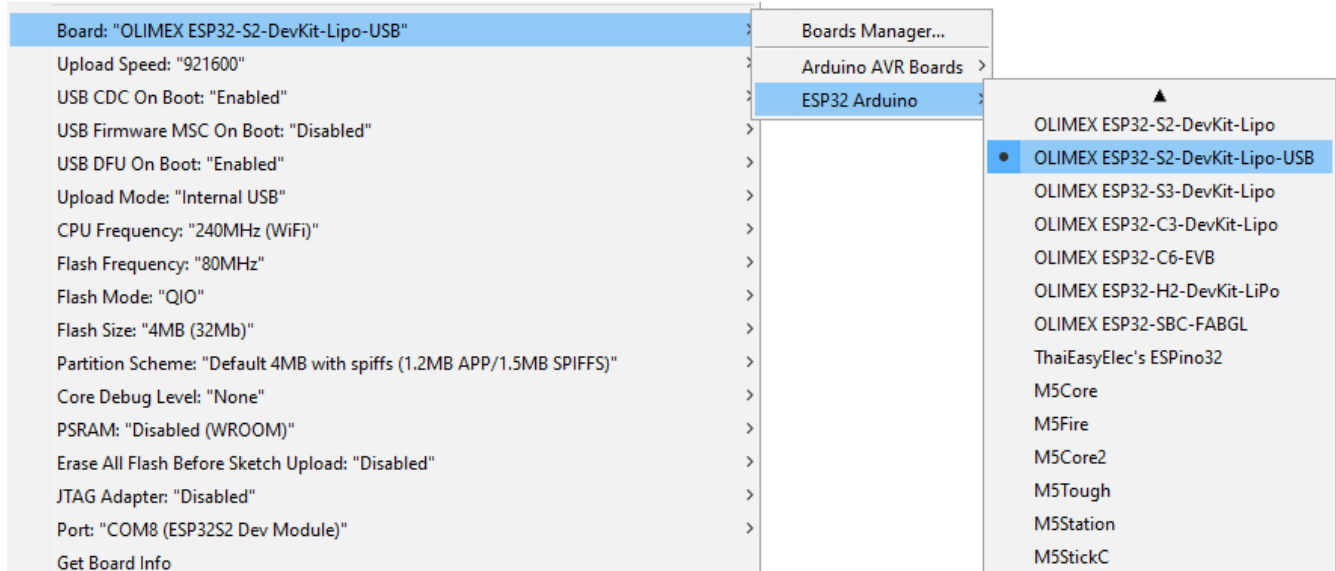 Board: "OLIMEX ESP32-S2-DevKit-Lipo-USB"
Upload Speed: "921600"
USB CDC On Boot: "Enabled"
USB Firmware MSC On Boot: "Disabled"
USB DFU On Boot: "Enabled"
Upload Mode: "Internal USB"
CPU Frequency: "240MHz (WiFi)"
Flash Frequency: "80MHz"
Flash Mode: "QIO"
Flash Size: "4MB (32Mb)"
Partition Scheme: "Default 4MB with spiffs (1.2MB APP/1.5MB SPIFFS)"
Core Debug Level: "None"
PSRAM: "Disabled (WROOM)"
Erase All Flash Before Sketch Upload: "Disabled"
JTAG Adapter: "Disabled"
Port: "COM8 (ESP32S2 Dev Module)"
Get Board Info
Boards Manager...
Arduino AVR Boards
ESP32 Arduino
OLIMEX ESP32-S2-DevKit-Lipo
OLIMEX ESP32-S2-DevKit-Lipo-USB
OLIMEX ESP32-S3-DevKit-Lipo
OLIMEX ESP32-C3-DevKit-Lipo
OLIMEX ESP32-C6-EVB
OLIMEX ESP32-H2-DevKit-LiPo
OLIMEX ESP32-SBC-FABGL
ThaiEasyElec's ESPino32
M5Core
M5Fire
M5Core2
M5Tough
M5Station
M5StickC